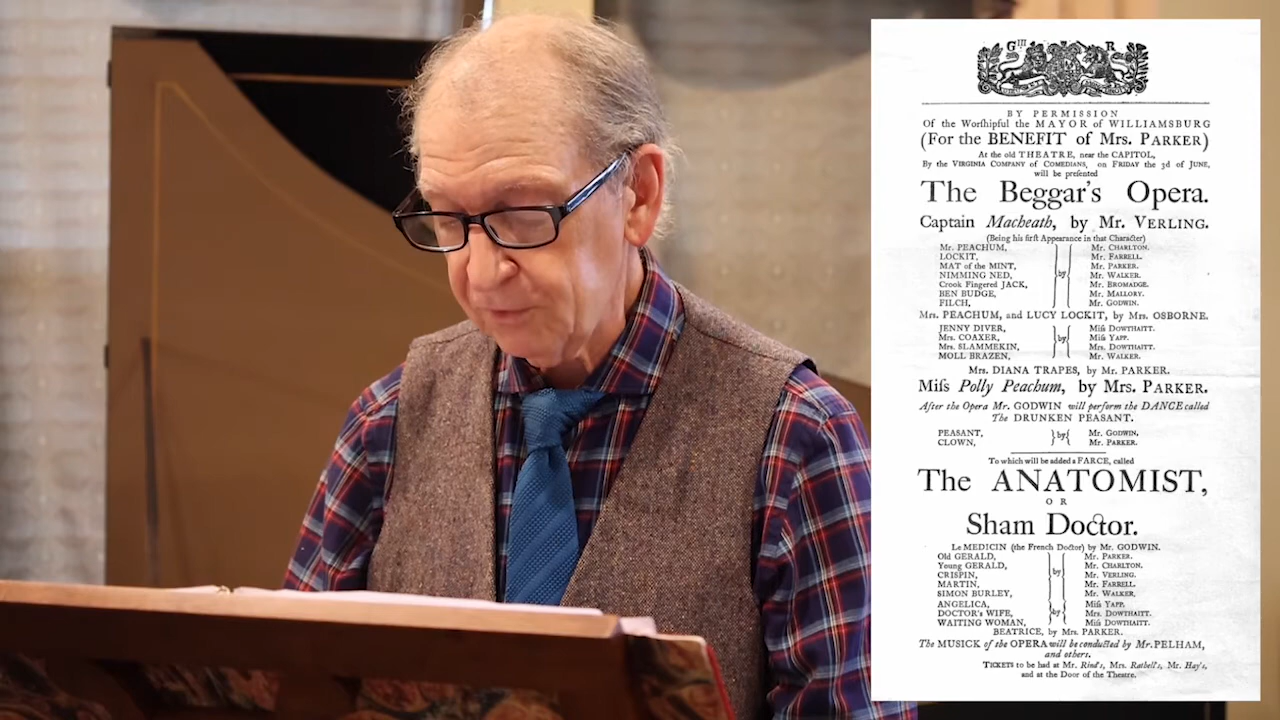 G III R
BY PERMISSION
Of the Worſhipful the MAYOR of WILLIAMSBURG
(For the BENEFIT of Mrs. PARKER)
At the old THEATRE, near the CAPITOL,
By the VIRGINIA COMPANY of COMEDIANS, on FRIDAY the 3d of JUNE,
will be preſented
The Beggar's Opera.
Captain Macheath, by Mr. VERLING.
(Being his firſt Appearance in that Character)
Mr. PEACHUM, Mr. CHARLTON.
LOCKIT, Mr. FARRELL.
MAT of the MINT, Mr. PARKER.
NIMMING NED, by Mr. WALKER.
Crook Fingered JACK, Mr. BROMADGE.
BEN BUDGE, Mr. MALLORY.
FILCH, Mr. GODWIN.
Mrs. PEACHUM, and LUCY LOCKIT, by Mrs. OSBORNE.
JENNY DIVER, Miſs DOWTHAITT.
Mrs. COAXER, by Miſs YAPP.
Mrs. SLAMMEKIN, Mrs. DOWTHAITT.
MOLL BRAZEN, Mr. WALKER.
Mrs. DIANA TRAPES, by Mr. PARKER.
Miſs Polly Peachum, by Mrs. PARKER.
After the Opera Mr. GODWIN will perform the DANCE called
The DRUNKEN PEASANT.
PEASANT, by Mr. GODWIN.
CLOWN, Mr. PARKER.
To which will be added a FARCE, called
The ANATOMIST,
OR
Sham Doctor.
Le MEDICIN (the French Doctor) by Mr. GODWIN.
Old GERALD, Mr. PARKER.
Young GERALD, Mr. CHARLTON.
CRISPIN, by Mr. VERLING.
MARTIN, Mr. FARRELL.
SIMON BURLEY, Mr. WALKER.
ANGELICA, Miſs YAPP.
DOCTOR's WIFE, by Mrs. DOWTHAITT.
WAITING WOMAN, Miſs DOWTHAITT.
BEATRICE, by Mrs. PARKER.
The MUSICK of the OPERA will be conducted by Mr. PELHAM,
and others.
TICKETS to be had at Mr. Rind's, Mrs. Rathell's, Mr. Hay's,
and at the Door of the Theatre.